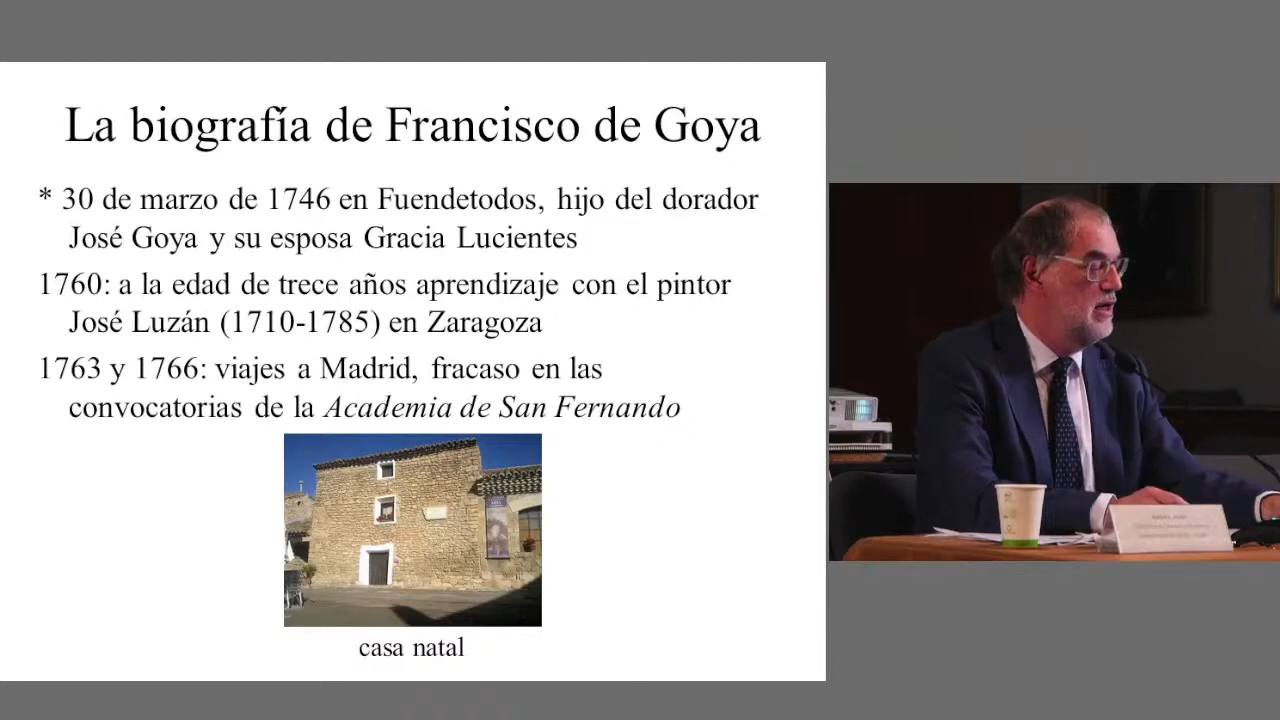 La biografía de Francisco de Goya
* 30 de marzo de 1746 en Fuendetodos, hijo del dorador
José Goya y su esposa Gracia Lucientes
1760: a la edad de trece años aprendizaje con el pintor
José Luzán (1710-1785) en Zaragoza
1763 y 1766: viajes a Madrid, fracaso en las
convocatorias de la Academia de San Fernando
casa natal